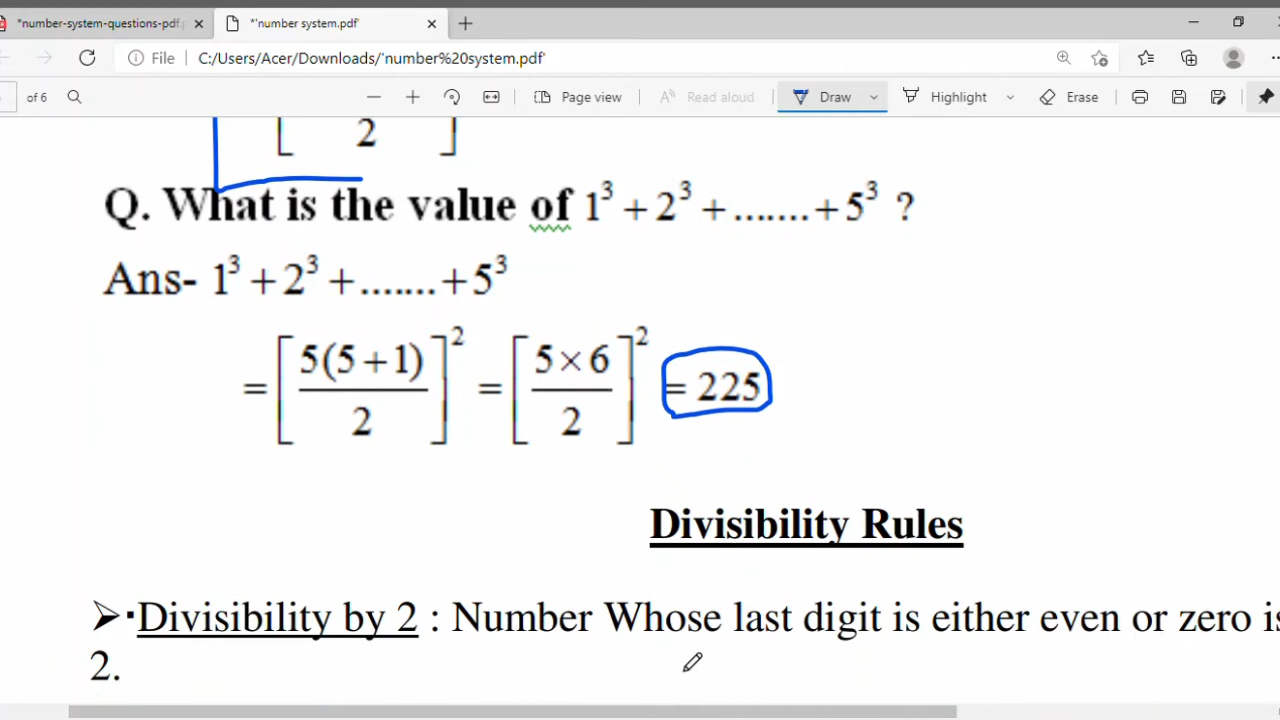 *number-system-questions-pdf.
*'number system.pdf'
File | C:/Users/Acer/Downloads/'number%20system.pdf'
of 6 Page view Read aloud Draw Highlight Erase
2
Q. What is the value of 1³ + 2³ + ....... + 5³ ?
Ans- 1³ + 2³ + ....... + 5³
= [5(5+1)/2]² = [5×6/2]² = 225
Divisibility Rules
➢·Divisibility by 2 : Number Whose last digit is either even or zero is
2.